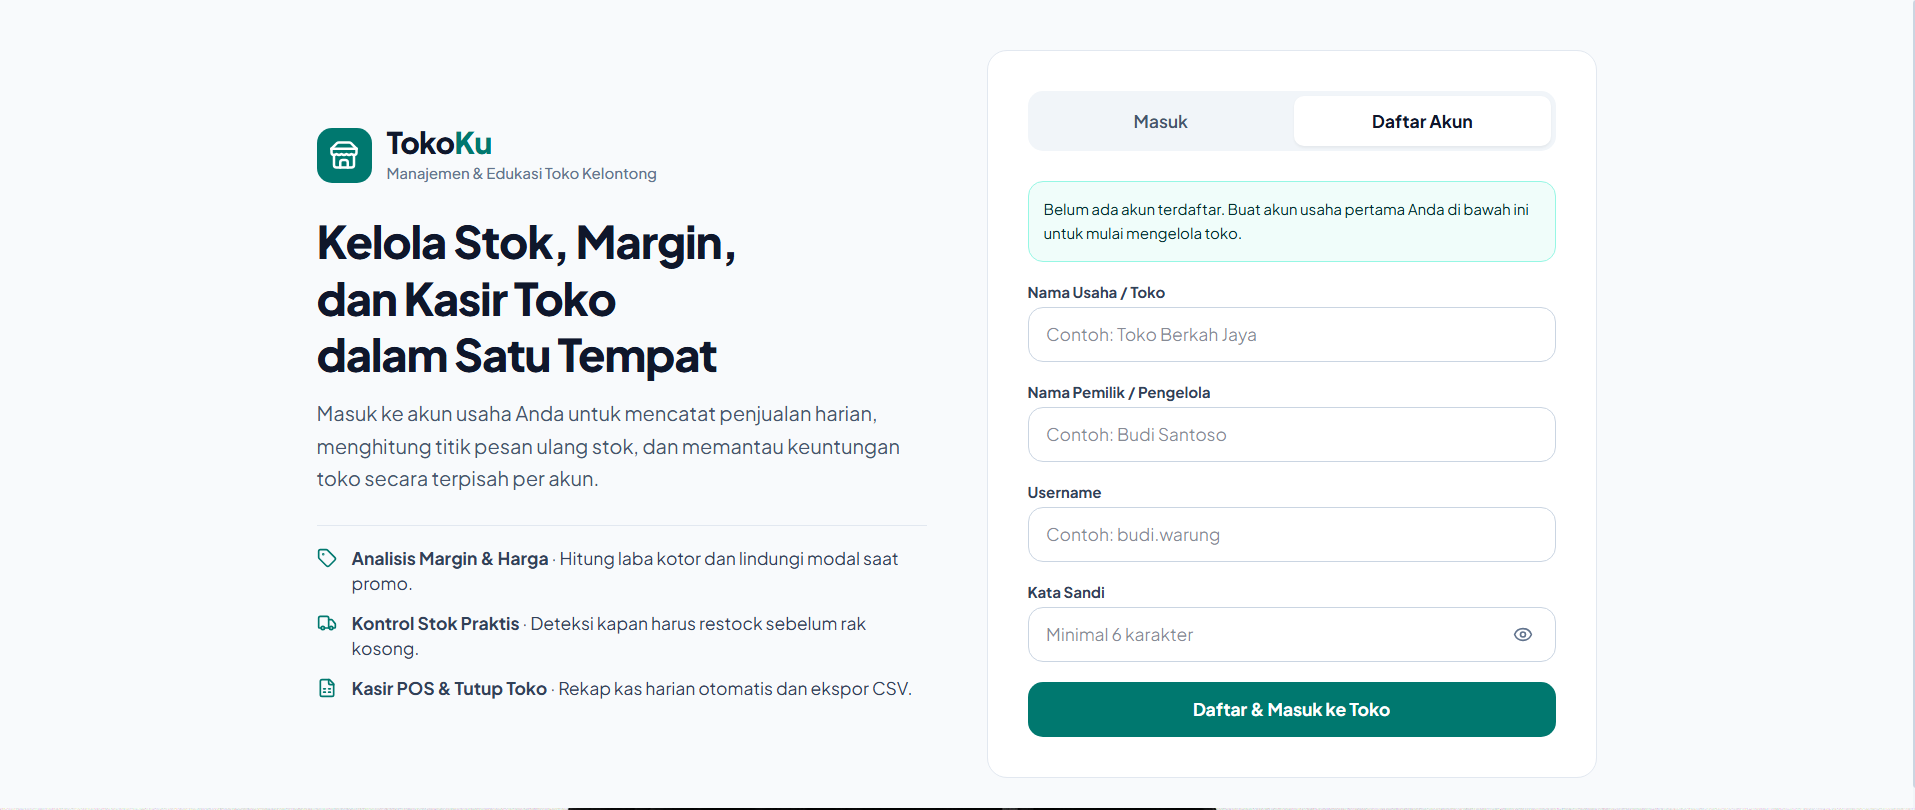 TokoKu
Manajemen & Edukasi Toko Kelontong
Kelola Stok, Margin,
dan Kasir Toko
dalam Satu Tempat
Masuk ke akun usaha Anda untuk mencatat penjualan harian,
menghitung titik pesan ulang stok, dan memantau keuntungan
toko secara terpisah per akun.
Analisis Margin & Harga · Hitung laba kotor dan lindungi modal saat
promo.
Kontrol Stok Praktis · Deteksi kapan harus restock sebelum rak
kosong.
Kasir POS & Tutup Toko · Rekap kas harian otomatis dan ekspor CSV.
Masuk
Daftar Akun
Belum ada akun terdaftar. Buat akun usaha pertama Anda di bawah ini
untuk mulai mengelola toko.
Nama Usaha / Toko
Contoh: Toko Berkah Jaya
Nama Pemilik / Pengelola
Contoh: Budi Santoso
Username
Contoh: budi.warung
Kata Sandi
Minimal 6 karakter
Daftar & Masuk ke Toko